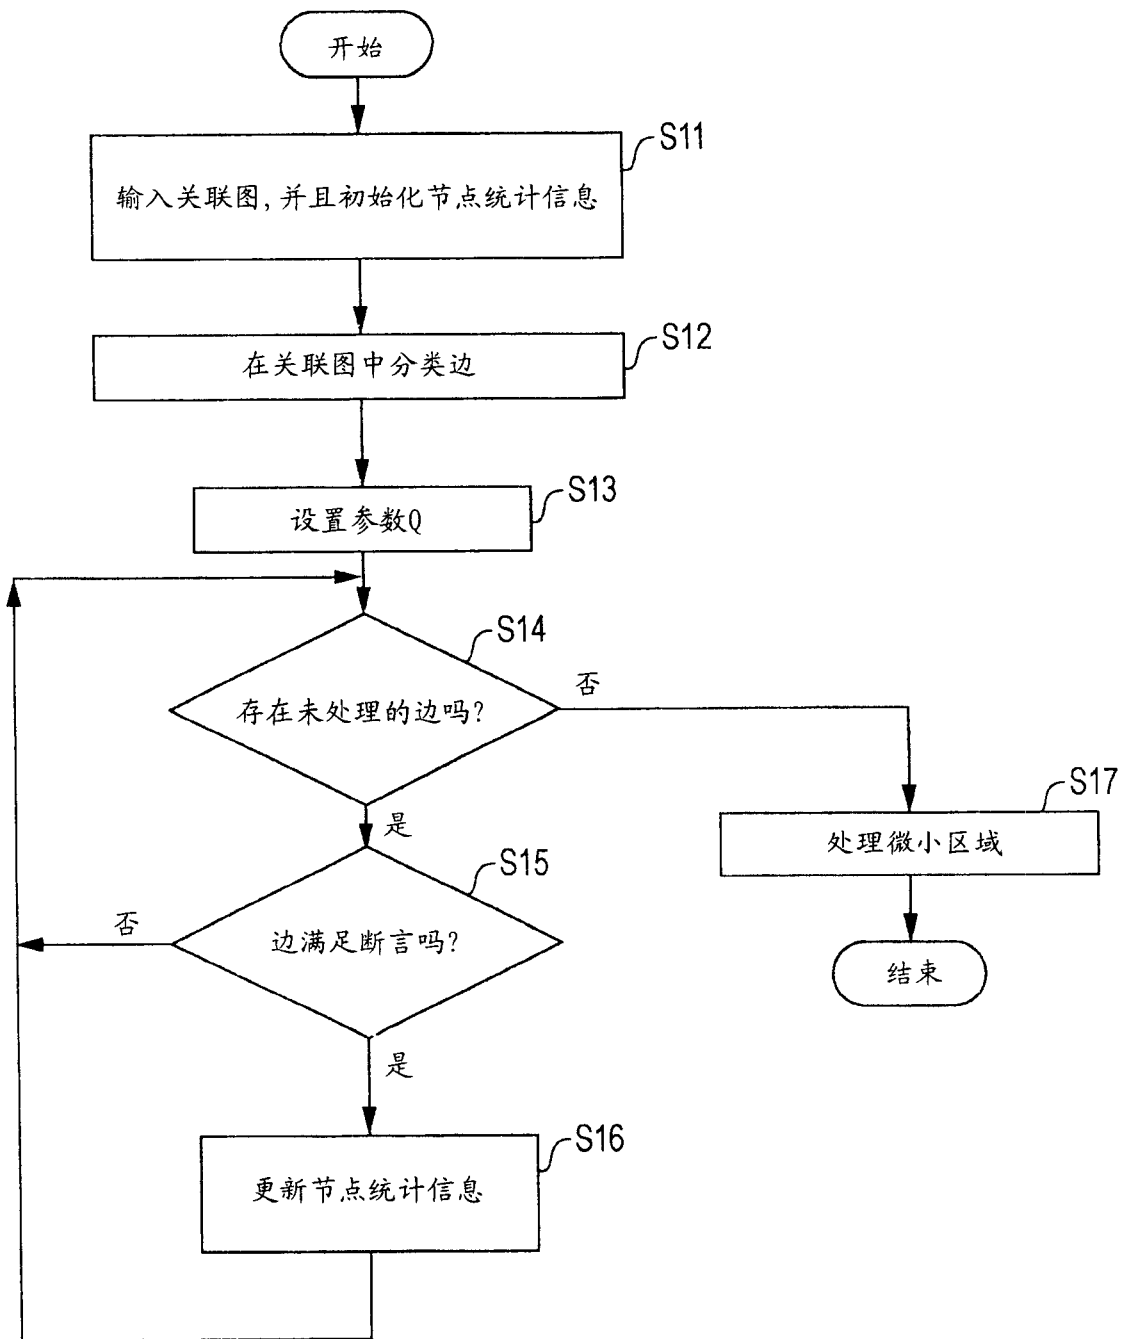 开始
S11
输入关联图,并且初始化节点统计信息
S12
在关联图中分类边
S13
设置参数Q
S14
存在未处理的边吗?
否
是
S17
处理微小区域
S15
边满足断言吗?
否
结束
是
S16
更新节点统计信息